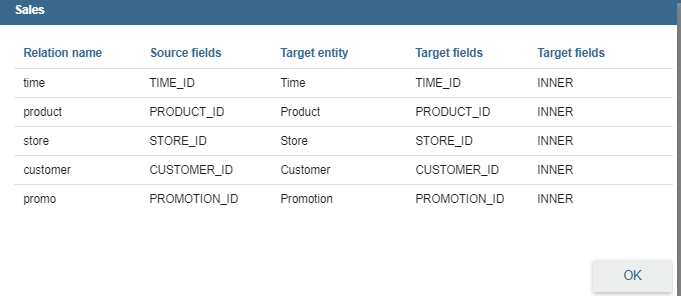 Sales
Relation name Source fields Target entity Target fields Target fields
time TIME_ID Time TIME_ID INNER
product PRODUCT_ID Product PRODUCT_ID INNER
store STORE_ID Store STORE_ID INNER
customer CUSTOMER_ID Customer CUSTOMER_ID INNER
promo PROMOTION_ID Promotion PROMOTION_ID INNER
OK